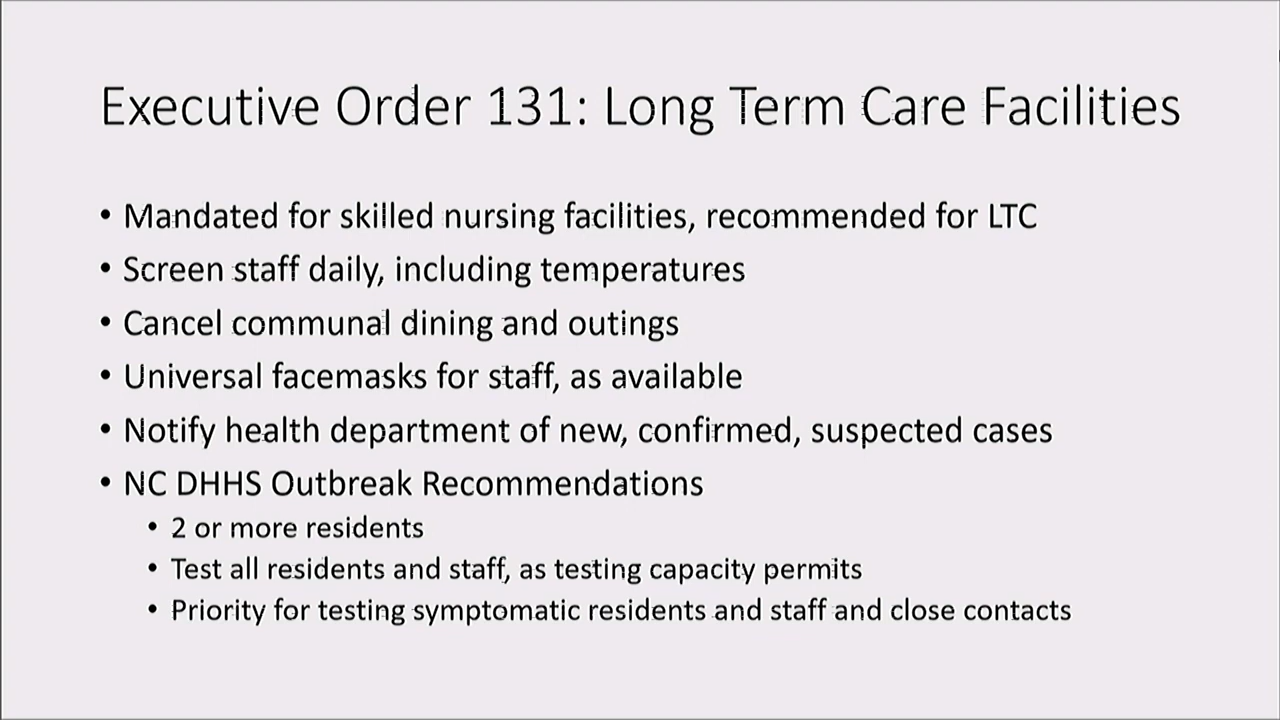 Executive Order 131: Long Term Care Facilities
• Mandated for skilled nursing facilities, recommended for LTC
• Screen staff daily, including temperatures
• Cancel communal dining and outings
• Universal facemasks for staff, as available
• Notify health department of new, confirmed, suspected cases
• NC DHHS Outbreak Recommendations
• 2 or more residents
• Test all residents and staff, as testing capacity permits
• Priority for testing symptomatic residents and staff and close contacts